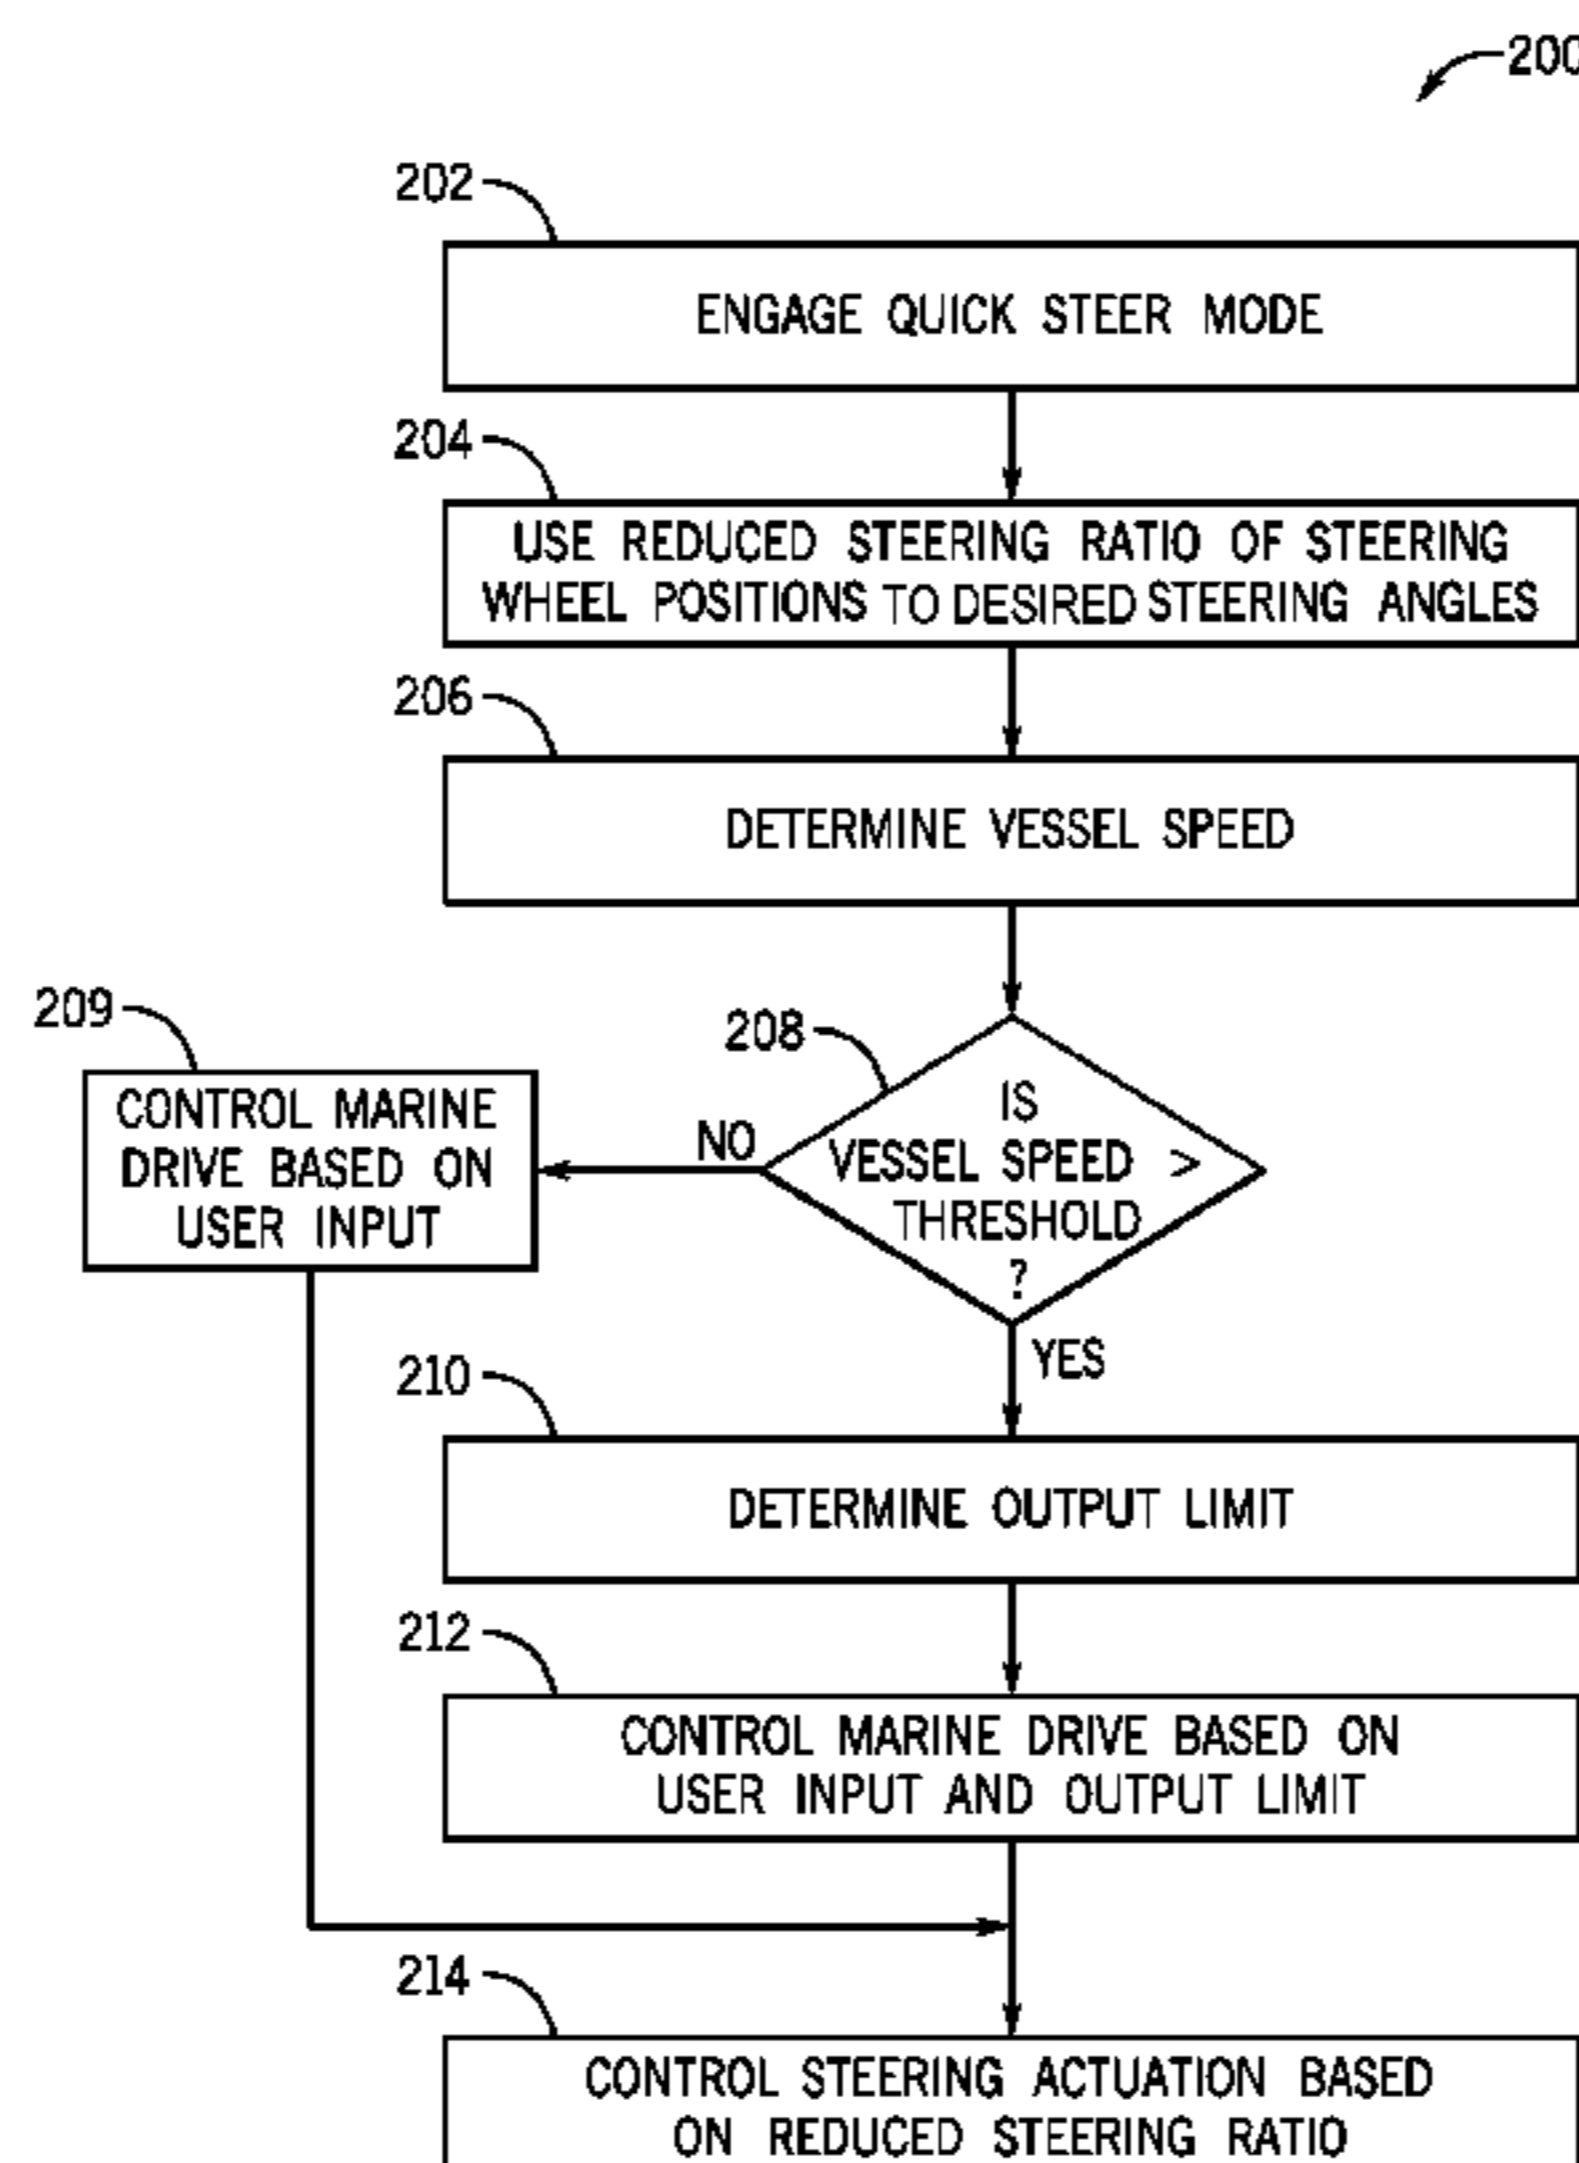 200
202
ENGAGE QUICK STEER MODE
204
USE REDUCED STEERING RATIO OF STEERING
WHEEL POSITIONS TO DESIRED STEERING ANGLES
206
DETERMINE VESSEL SPEED
209
208
CONTROL MARINE
DRIVE BASED ON
USER INPUT
NO
IS
VESSEL SPEED >
THRESHOLD
?
YES
210
DETERMINE OUTPUT LIMIT
212
CONTROL MARINE DRIVE BASED ON
USER INPUT AND OUTPUT LIMIT
214
CONTROL STEERING ACTUATION BASED
ON REDUCED STEERING RATIO